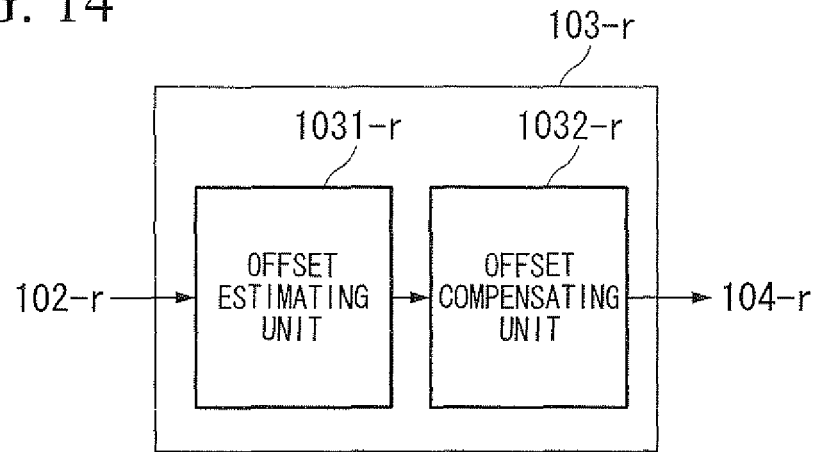 G. 14
103-r
1031-r
1032-r
OFFSET
ESTIMATING
UNIT
OFFSET
COMPENSATING
UNIT
102-r
104-r